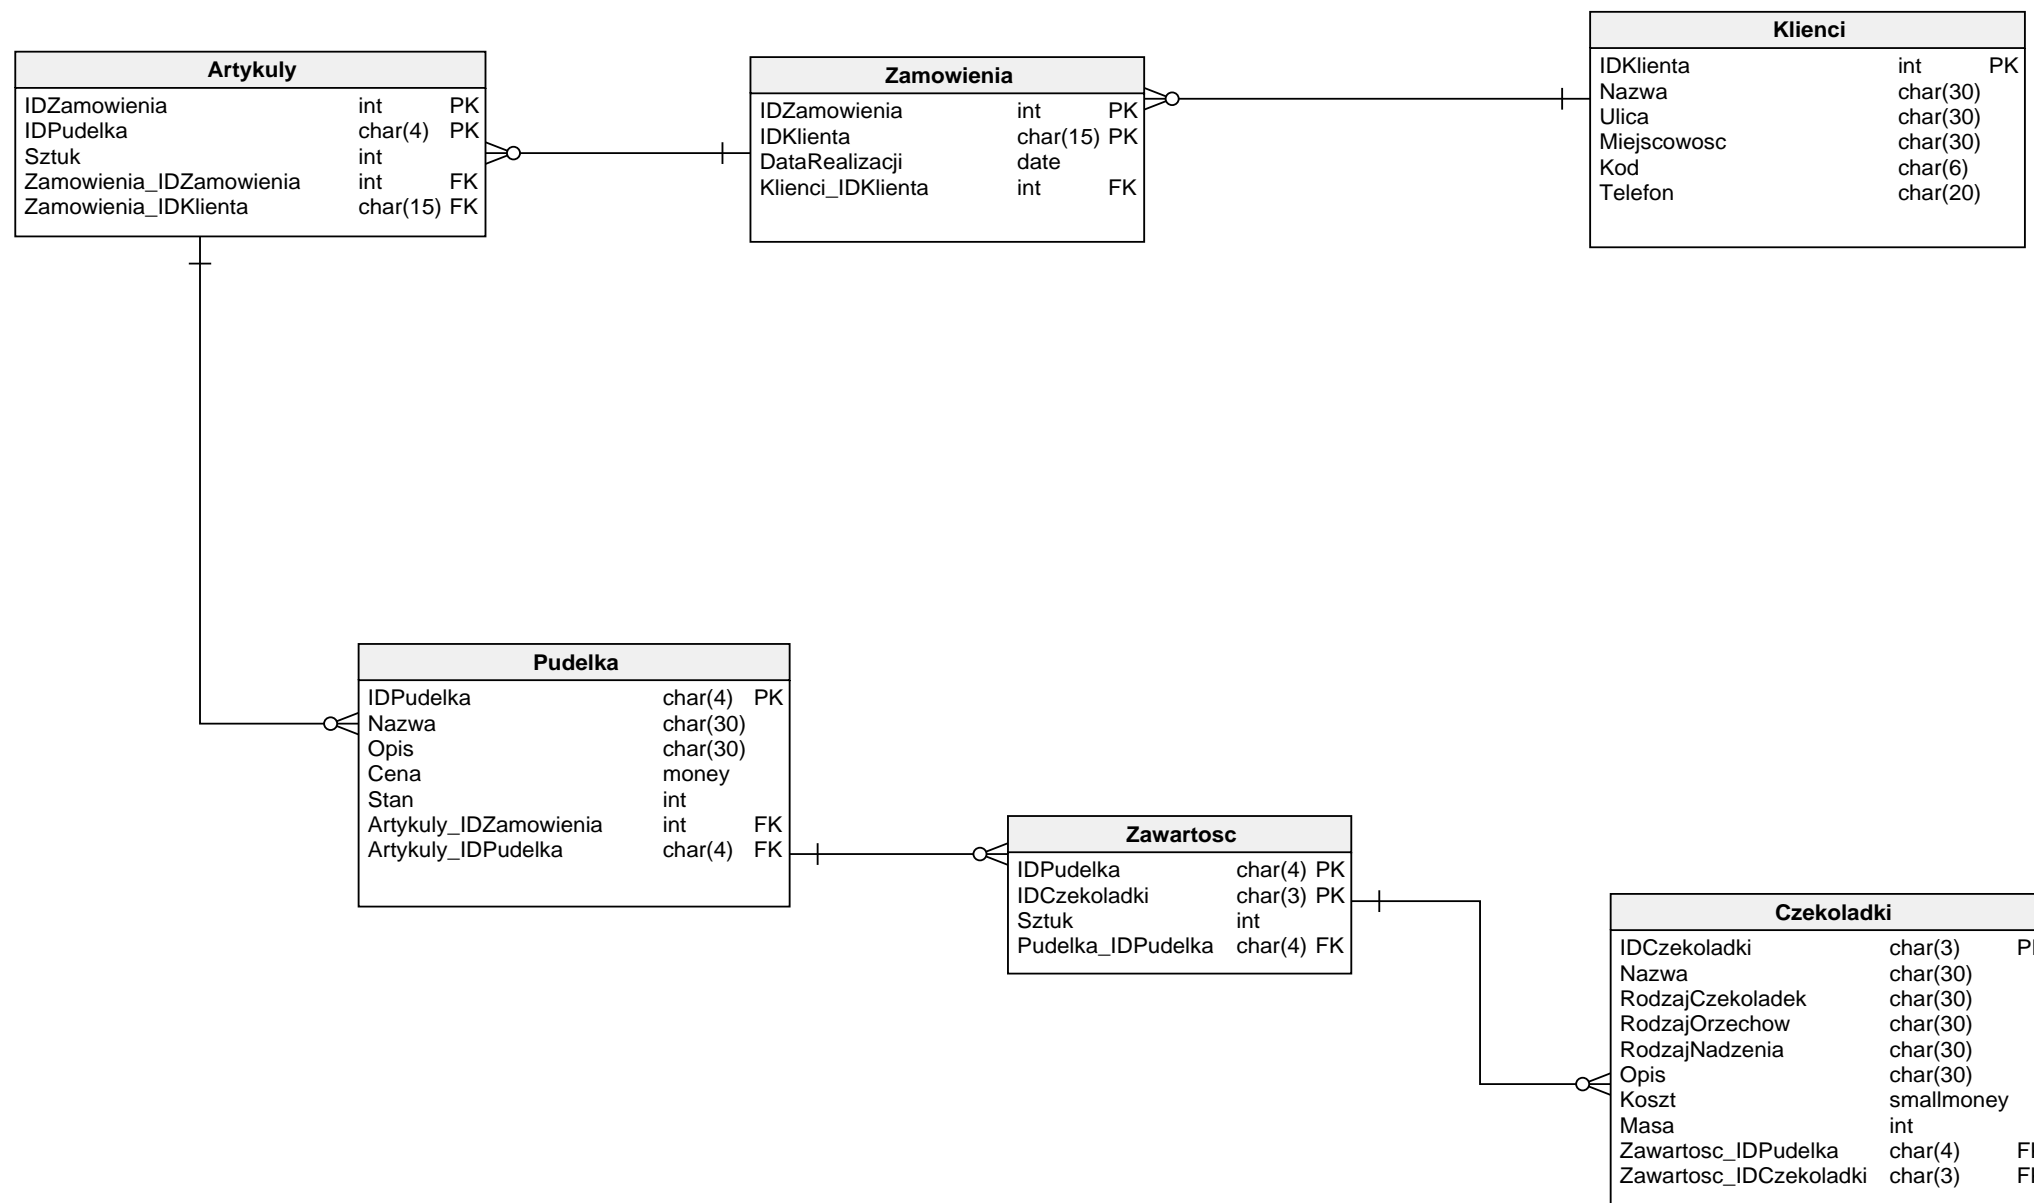 Artykuly
IDZamowienia int PK
IDPudelka char(4) PK
Sztuk int
Zamowienia_IDZamowienia int FK
Zamowienia_IDKlienta char(15) FK
Zamowienia
IDZamowienia int PK
IDKlienta char(15) PK
DataRealizacji date
Klienci_IDKlienta int FK
Klienci
IDKlienta int PK
Nazwa char(30)
Ulica char(30)
Miejscowosc char(30)
Kod char(6)
Telefon char(20)
Pudelka
IDPudelka char(4) PK
Nazwa char(30)
Opis char(30)
Cena money
Stan int
Artykuly_IDZamowienia int FK
Artykuly_IDPudelka char(4) FK
Zawartosc
IDPudelka char(4) PK
IDCzekoladki char(3) PK
Sztuk int
Pudelka_IDPudelka char(4) FK
Czekoladki
IDCzekoladki char(3)
Nazwa char(30)
RodzajCzekoladek char(30)
RodzajOrzechow char(30)
RodzajNadzenia char(30)
Opis char(30)
Koszt smallmoney
Masa int
Zawartosc_IDPudelka char(4)
Zawartosc_IDCzekoladki char(3)